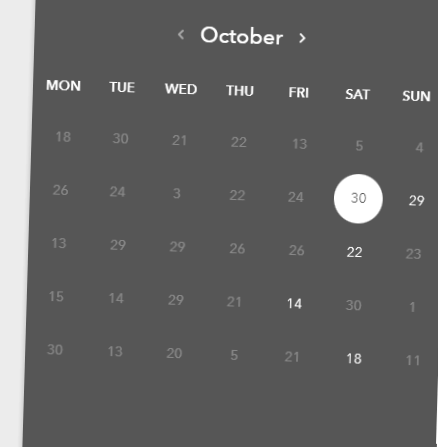 ‹ October ›
MON TUE WED THU FRI SAT SUN
18 30 21 22 13 5 4
26 24 3 22 24 30 29
13 29 29 26 26 22 23
15 14 29 21 14 30 1
30 13 20 5 21 18 11